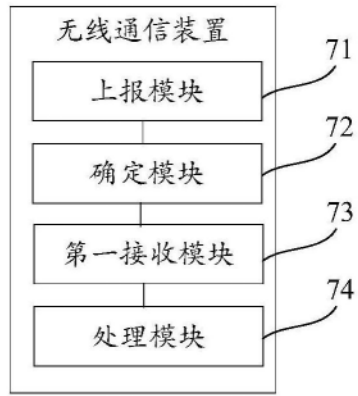 无线通信装置
上报模块
71
确定模块
72
第一接收模块
73
处理模块
74